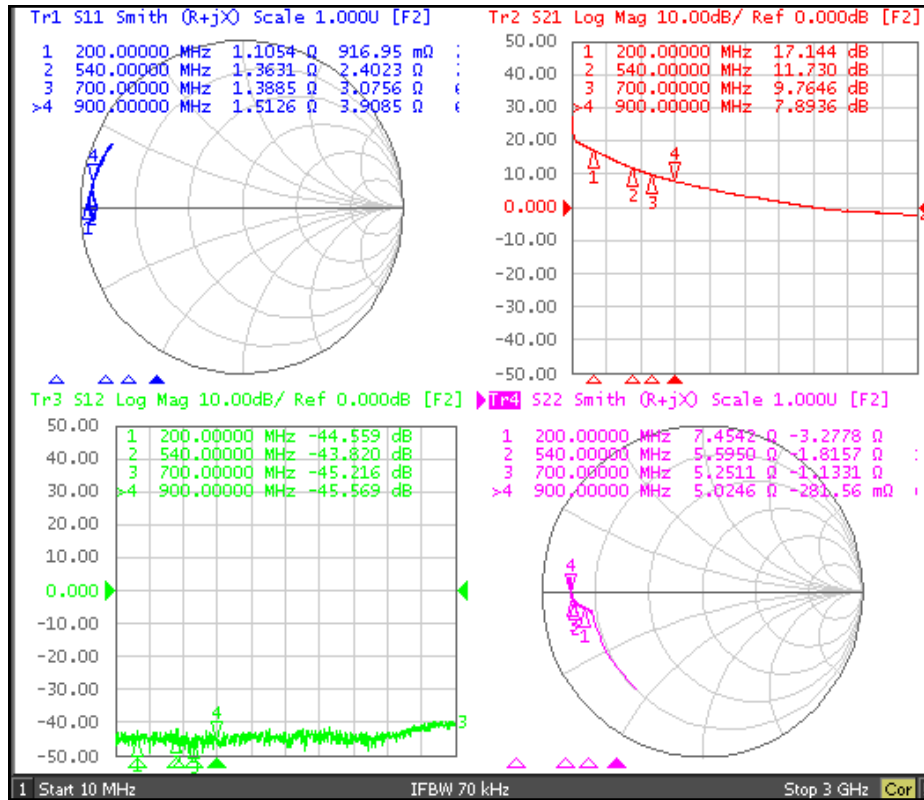 Tr1 S11 Smith (R+jX) Scale 1.000U [F2]
1 200.00000 MHz 1.1054 Ω 916.95 mΩ
2 540.00000 MHz 1.3631 Ω 2.4023 Ω
3 700.00000 MHz 1.3885 Ω 3.0756 Ω
>4 900.00000 MHz 1.5126 Ω 3.9085 Ω
4
1
Tr2 S21 Log Mag 10.00dB/ Ref 0.000dB [F2]
50.00
40.00
30.00
20.00
10.00
0.000
-10.00
-20.00
-30.00
-40.00
-50.00
1 200.00000 MHz 17.144 dB
2 540.00000 MHz 11.730 dB
3 700.00000 MHz 9.7646 dB
>4 900.00000 MHz 7.8936 dB
1
2
3
4
Tr3 S12 Log Mag 10.00dB/ Ref 0.000dB [F2]
50.00
40.00
30.00
20.00
10.00
0.000
-10.00
-20.00
-30.00
-40.00
-50.00
1 200.00000 MHz -44.559 dB
2 540.00000 MHz -43.820 dB
3 700.00000 MHz -45.216 dB
>4 900.00000 MHz -45.569 dB
4
3
Tr4 S22 Smith (R+jX) Scale 1.000U [F2]
1 200.00000 MHz 7.4542 Ω -3.2778 Ω
2 540.00000 MHz 5.5950 Ω -1.8157 Ω
3 700.00000 MHz 5.2511 Ω -1.1331 Ω
>4 900.00000 MHz 5.0246 Ω -281.56 mΩ
4
1
1 Start 10 MHz IFBW 70 kHz Stop 3 GHz Cor